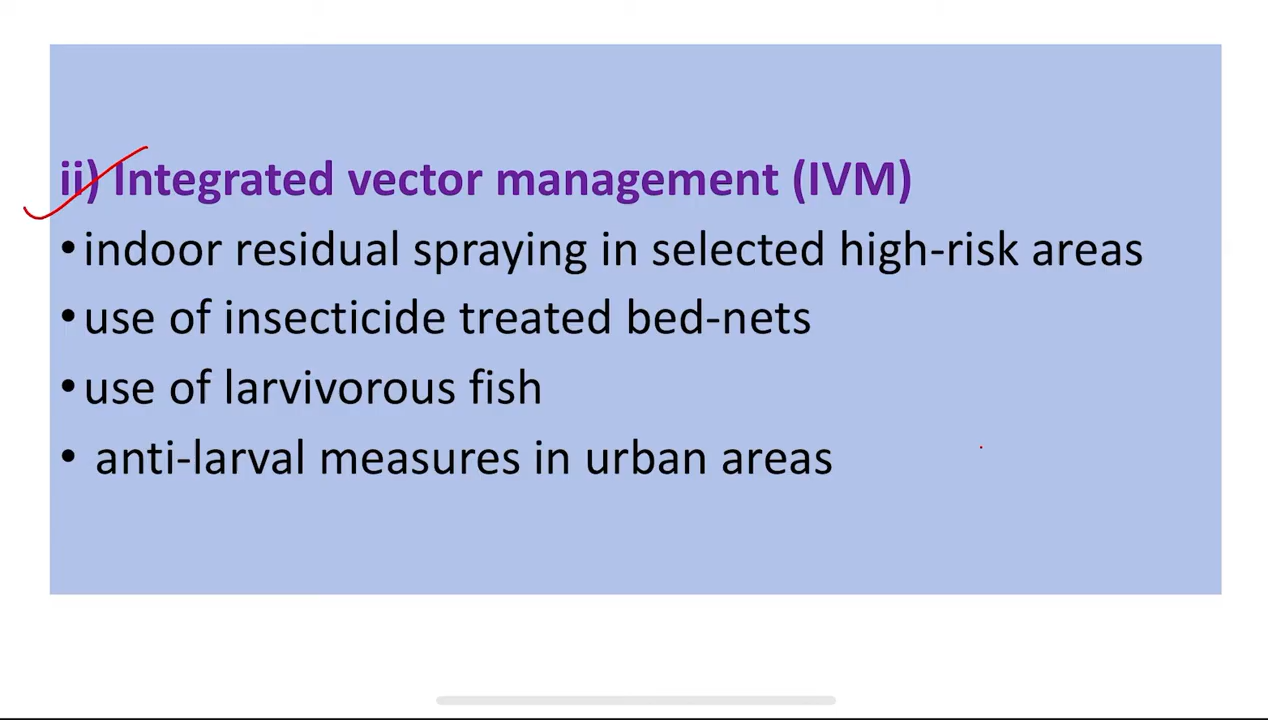 ii) Integrated vector management (IVM)
•indoor residual spraying in selected high-risk areas
•use of insecticide treated bed-nets
•use of larvivorous fish
• anti-larval measures in urban areas